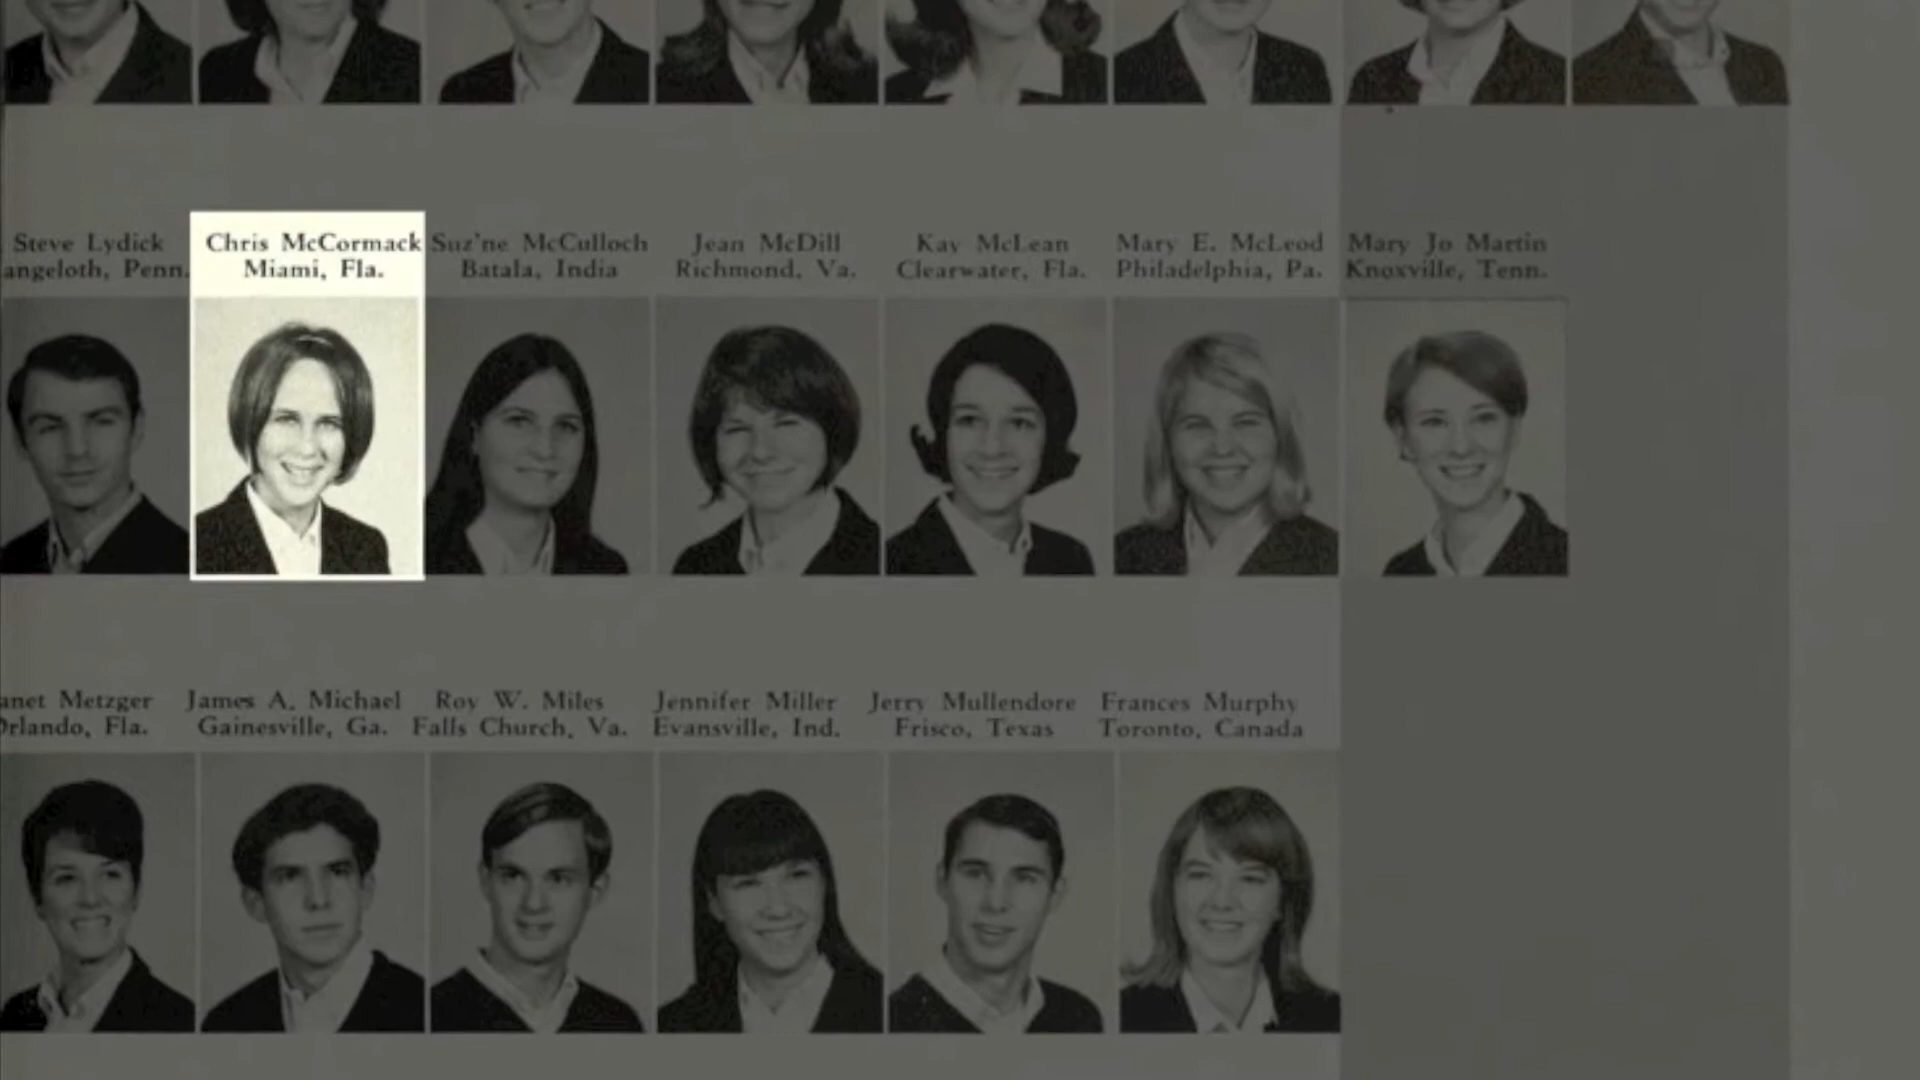 Steve Lydick
angeloth, Penn.
Chris McCormack
Miami, Fla.
Suz'ne McCulloch
Batala, India
Jean McDill
Richmond, Va.
Kay McLean
Clearwater, Fla.
Mary E. McLeod
Philadelphia, Pa.
Mary Jo Martin
Knoxville, Tenn.
anet Metzger
Orlando, Fla.
James A. Michael
Gainesville, Ga.
Roy W. Miles
Falls Church, Va.
Jennifer Miller
Evansville, Ind.
Jerry Mullendore
Frisco, Texas
Frances Murphy
Toronto, Canada